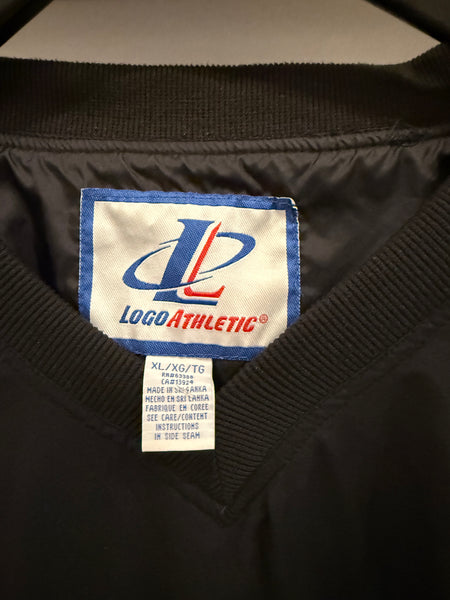 LOGO ATHLETIC®
XL/XG/TG
RN#63388
CA#13924
MADE IN SRI LANKA
HECHO EN SRI LANKA
FABRIQUE EN COREE
SEE CARE/CONTENT
INSTRUCTIONS
IN SIDE SEAM